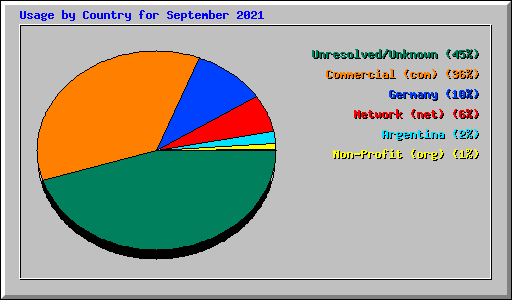 Usage by Country for September 2021
Unresolved/Unknown (45%)
Commercial (com) (36%)
Germany (10%)
Network (net) (6%)
Argentina (2%)
Non-Profit (org) (1%)